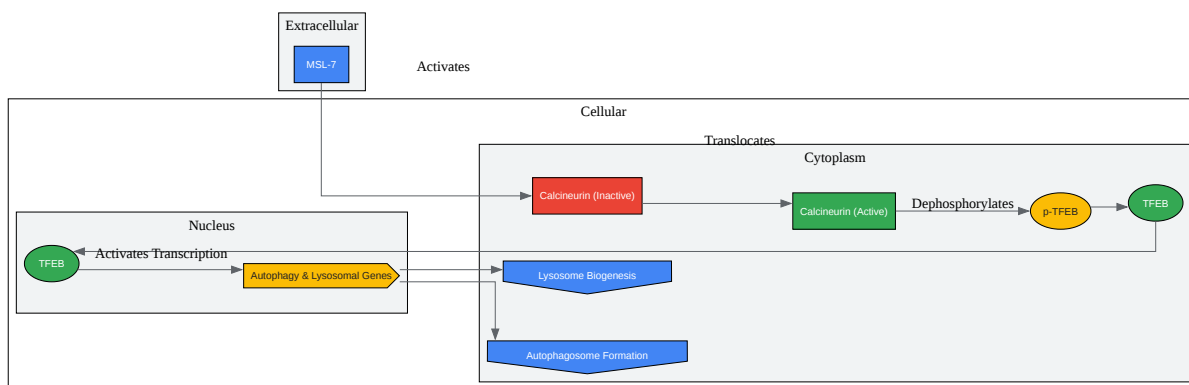 Extracellular
MSL-7
Activates
Cellular
Translocates
Cytoplasm
Calcineurin (Inactive)
Calcineurin (Active)
Dephosphorylates
p-TFEB
TFEB
Nucleus
TFEB
Activates Transcription
Autophagy & Lysosomal Genes
Lysosome Biogenesis
Autophagosome Formation